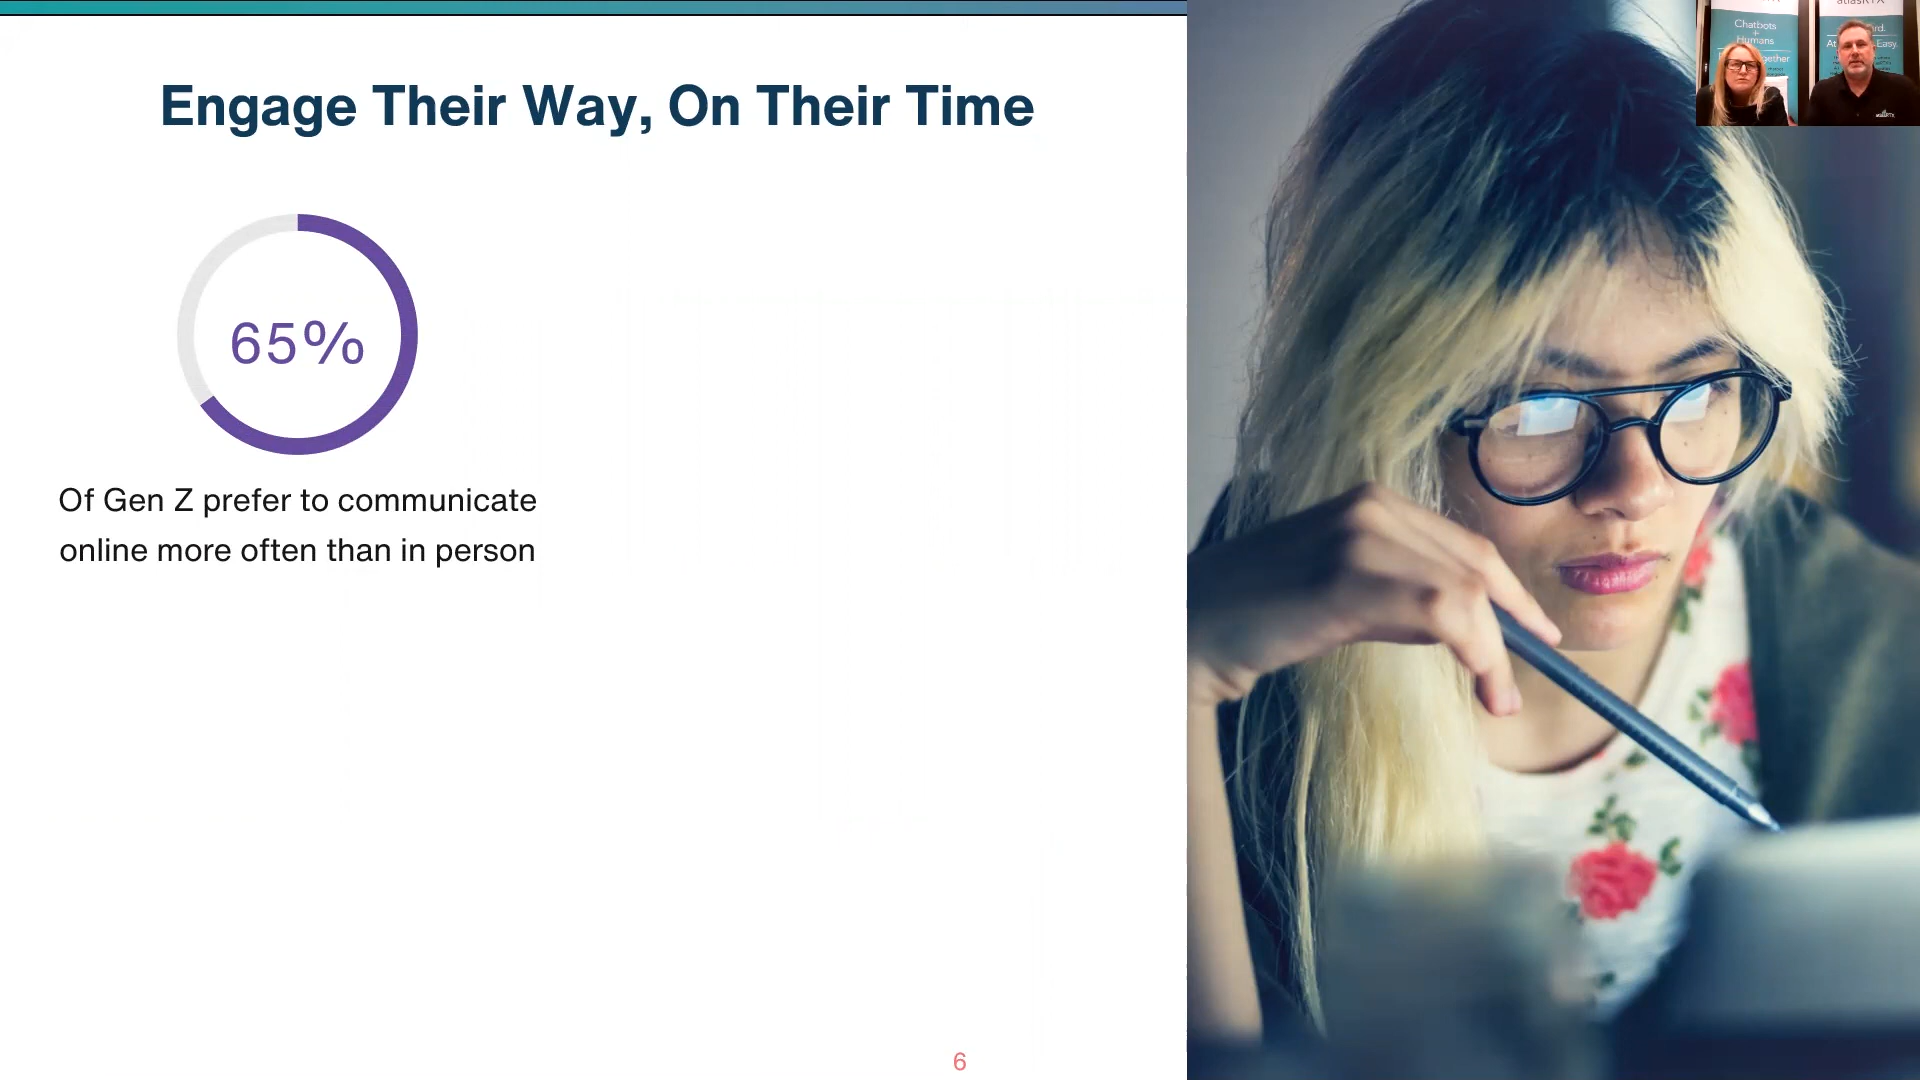 Engage Their Way, On Their Time
65%
Of Gen Z prefer to communicate
online more often than in person
6
Chatbots
+
Humans